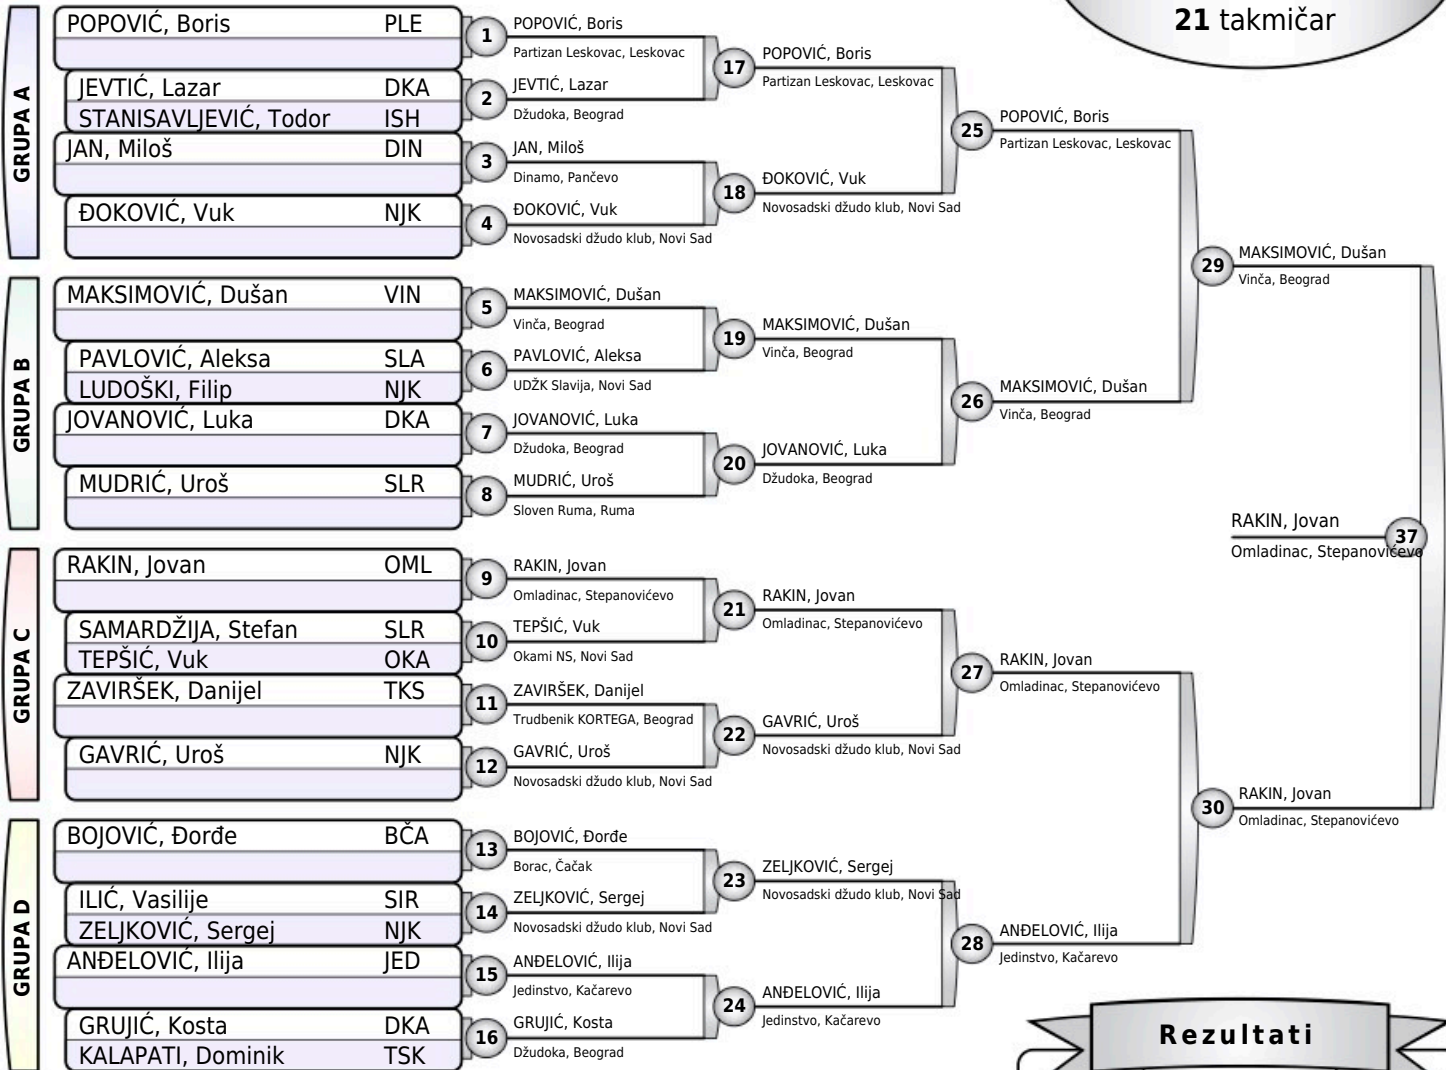 21 takmičar
GRUPA A
POPOVIĆ, Boris PLE
JEVTIĆ, Lazar DKA
STANISAVLJEVIĆ, Todor ISH
JAN, Miloš DIN
ĐOKOVIĆ, Vuk NJK
GRUPA B
MAKSIMOVIĆ, Dušan VIN
PAVLOVIĆ, Aleksa SLA
LUDOŠKI, Filip NJK
JOVANOVIĆ, Luka DKA
MUDRIĆ, Uroš SLR
GRUPA C
RAKIN, Jovan OML
SAMARDŽIJA, Stefan SLR
TEPŠIĆ, Vuk OKA
ZAVIRŠEK, Danijel TKS
GAVRIĆ, Uroš NJK
GRUPA D
BOJOVIĆ, Đorđe BČA
ILIĆ, Vasilije SIR
ZELJKOVIĆ, Sergej NJK
ANĐELOVIĆ, Ilija JED
GRUJIĆ, Kosta DKA
KALAPATI, Dominik TSK
1 POPOVIĆ, Boris
Partizan Leskovac, Leskovac
2 JEVTIĆ, Lazar
Džudoka, Beograd
3 JAN, Miloš
Dinamo, Pančevo
4 ĐOKOVIĆ, Vuk
Novosadski džudo klub, Novi Sad
5 MAKSIMOVIĆ, Dušan
Vinča, Beograd
6 PAVLOVIĆ, Aleksa
UDŽK Slavija, Novi Sad
7 JOVANOVIĆ, Luka
Džudoka, Beograd
8 MUDRIĆ, Uroš
Sloven Ruma, Ruma
9 RAKIN, Jovan
Omladinac, Stepanovićevo
10 TEPŠIĆ, Vuk
Okami NS, Novi Sad
11 ZAVIRŠEK, Danijel
Trudbenik KORTEGA, Beograd
12 GAVRIĆ, Uroš
Novosadski džudo klub, Novi Sad
13 BOJOVIĆ, Đorđe
Borac, Čačak
14 ZELJKOVIĆ, Sergej
Novosadski džudo klub, Novi Sad
15 ANĐELOVIĆ, Ilija
Jedinstvo, Kačarevo
16 GRUJIĆ, Kosta
Džudoka, Beograd
17 POPOVIĆ, Boris
Partizan Leskovac, Leskovac
18 ĐOKOVIĆ, Vuk
Novosadski džudo klub, Novi Sad
19 MAKSIMOVIĆ, Dušan
Vinča, Beograd
20 JOVANOVIĆ, Luka
Džudoka, Beograd
21 RAKIN, Jovan
Omladinac, Stepanovićevo
22 GAVRIĆ, Uroš
Novosadski džudo klub, Novi Sad
23 ZELJKOVIĆ, Sergej
Novosadski džudo klub, Novi Sad
24 ANĐELOVIĆ, Ilija
Jedinstvo, Kačarevo
25 POPOVIĆ, Boris
Partizan Leskovac, Leskovac
26 MAKSIMOVIĆ, Dušan
Vinča, Beograd
27 RAKIN, Jovan
Omladinac, Stepanovićevo
28 ANĐELOVIĆ, Ilija
Jedinstvo, Kačarevo
29 MAKSIMOVIĆ, Dušan
Vinča, Beograd
30 RAKIN, Jovan
Omladinac, Stepanovićevo
RAKIN, Jovan 37
Omladinac, Stepanovićevo
Rezultati